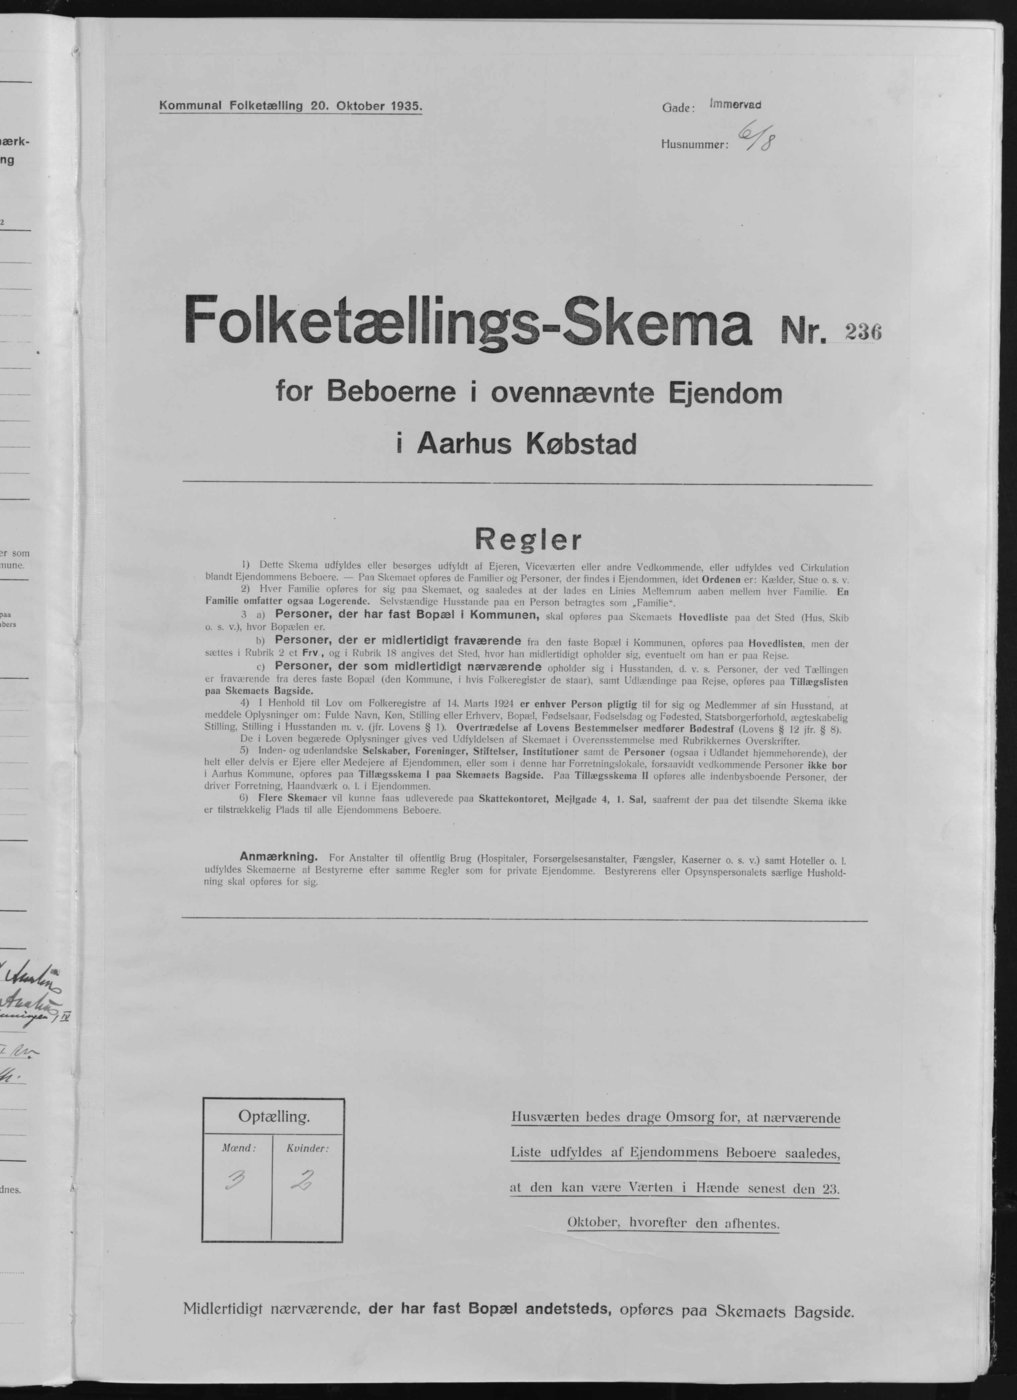 Kommunal Folketælling 20. Oktober 1935.
Gade: Immervad
Husnummer: 6/8
Folketællings-Skema Nr. 236
for Beboerne i ovennævnte Ejendom
i Aarhus Købstad
Regler
1) Dette Skema udfyldes eller besørges udfyldt af Ejeren, Viceværten eller andre Vedkommende, eller udfyldes ved Cirkulation
blandt Ejendommens Beboere. — Paa Skemaet opføres de Familier og Personer, der findes i Ejendommen, idet Ordenen er: Kælder, Stue o. s. v.
2) Hver Familie opføres for sig paa Skemaet, og saaledes at der lades en Linies Mellemrum aaben mellem hver Familie. En
Familie omfatter ogsaa Logerende. Selvstændige Husstande paa en Person betragtes som „Familie“.
3 a) Personer, der har fast Bopæl i Kommunen, skal opføres paa Skemaets Hovedliste paa det Sted (Hus, Skib
o. s. v.), hvor Bopælen er.
b) Personer, der er midlertidigt fraværende fra den faste Bopæl i Kommunen, opføres paa Hovedlisten, men der
sættes i Rubrik 2 et Frv., og i Rubrik 18 angives det Sted, hvor han midlertidigt opholder sig, eventuelt om han er paa Rejse.
c) Personer, der som midlertidigt nærværende opholder sig i Husstanden, d. v. s. Personer, der ved Tællingen
er fraværende fra deres faste Bopæl (den Kommune, i hvis Folkeregister de staar), samt Udlændinge paa Rejse, opføres paa Tillægslisten
paa Skemaets Bagside.
4) I Henhold til Lov om Folkeregistre af 14. Marts 1924 er enhver Person pligtig til for sig og Medlemmer af sin Husstand, at
meddele Oplysninger om: Fulde Navn, Køn, Stilling eller Erhverv, Bopæl, Fødselsaar, Fødselsdag og Fødested, Statsborgerforhold, ægteskabelig
Stilling, Stilling i Husstanden m. v. (jfr. Lovens § 1). Overtrædelse af Lovens Bestemmelser medfører Bødestraf (Lovens § 12 jfr. § 8).
De i Loven begærede Oplysninger gives ved Udfyldelsen af Skemaet i Overensstemmelse med Rubrikkernes Overskrifter.
5) Inden- og udenlandske Selskaber, Foreninger, Stiftelser, Institutioner samt de Personer (ogsaa i Udlandet hjemmehørende), der
helt eller delvis er Ejere eller Medejere af Ejendommen, eller som i denne har Forretningslokale, forsaavidt vedkommende Personer ikke bor
i Aarhus Kommune, opføres paa Tillægsskema I paa Skemaets Bagside. Paa Tillægsskema II opføres alle indenbysboende Personer, der
driver Forretning, Haandværk o. l. i Ejendommen.
6) Flere Skemaer vil kunne faas udleverede paa Skattekontoret, Mejlgade 4, 1. Sal, saafremt der paa det tilsendte Skema ikke
er tilstrækkelig Plads til alle Ejendommens Beboere.
Anmærkning. For Anstalter til offentlig Brug (Hospitaler, Forsørgelsesanstalter, Fængsler, Kaserner o. s. v.) samt Hoteller o. l.
udfyldes Skemaerne af Bestyrerne efter samme Regler som for private Ejendomme. Bestyrerens eller Opsynspersonalets særlige Hushold-
ning skal opføres for sig.
Optælling.
Mænd: Kvinder:
3 2
Husværten bedes drage Omsorg for, at nærværende
Liste udfyldes af Ejendommens Beboere saaledes,
at den kan være Værten i Hænde senest den 23.
Oktober, hvorefter den afhentes.
Midlertidigt nærværende, der har fast Bopæl andetsteds, opføres paa Skemaets Bagside.